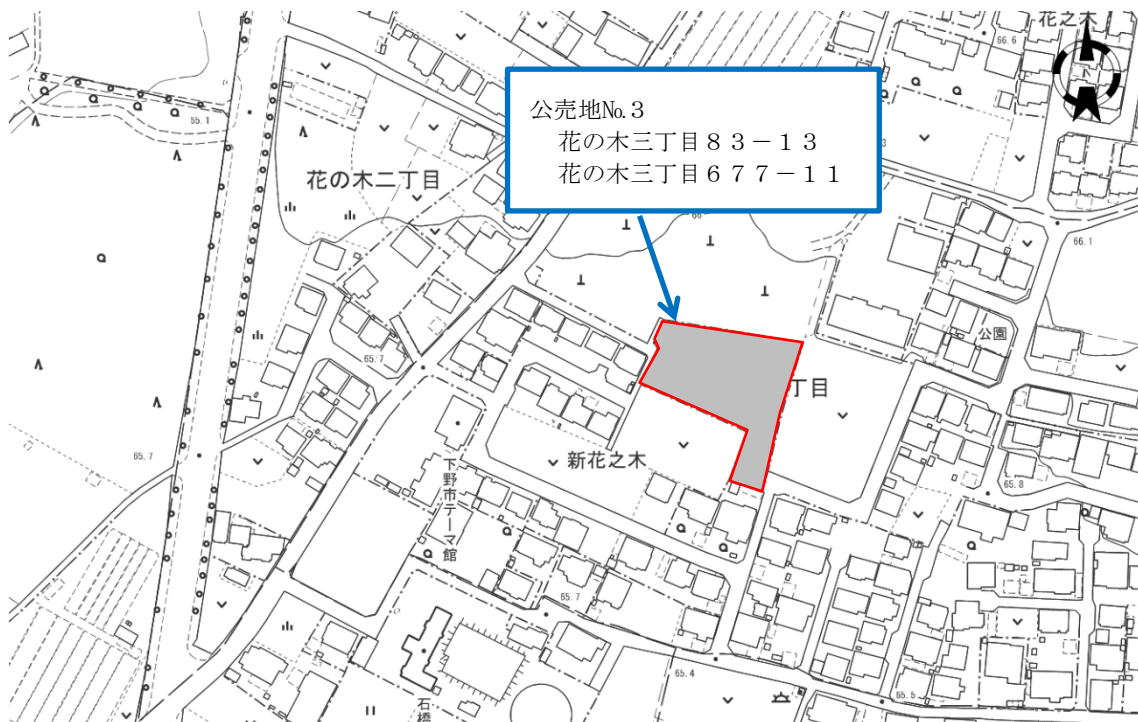 花之木
66.6
公売地№3
花の木三丁目83－13
花の木三丁目677－11
65.1
花の木二丁目
66
66.1
公園
65.7
丁目
65.7
新花之木
下野市テーマ館
65.8
65.7
65.4
65.5
石橋